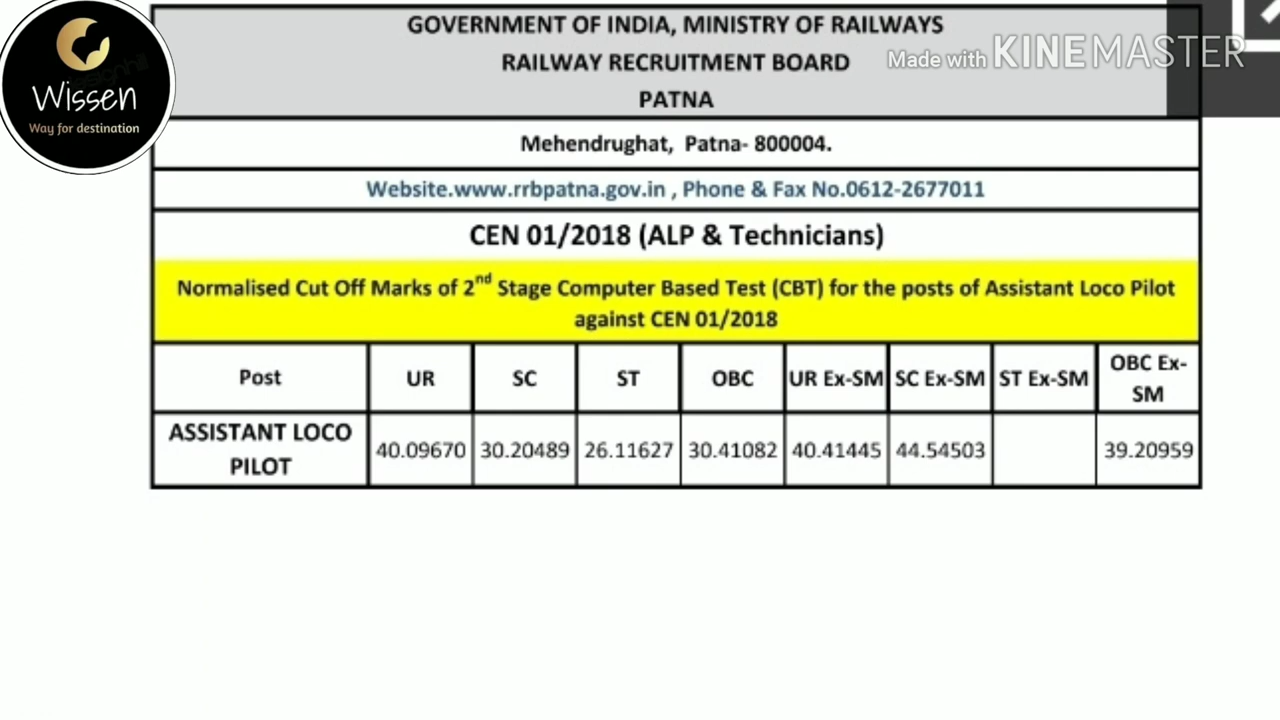 GOVERNMENT OF INDIA, MINISTRY OF RAILWAYS
RAILWAY RECRUITMENT BOARD
PATNA
Made with KINEMASTER
Wissen
Way for destination
Mehendrughat, Patna- 800004.
Website.www.rrbpatna.gov.in , Phone & Fax No.0612-2677011
CEN 01/2018 (ALP & Technicians)
Normalised Cut Off Marks of 2nd Stage Computer Based Test (CBT) for the posts of Assistant Loco Pilot
against CEN 01/2018
Post UR SC ST OBC UR Ex-SM SC Ex-SM ST Ex-SM OBC Ex-
SM
ASSISTANT LOCO
PILOT 40.09670 30.20489 26.11627 30.41082 40.41445 44.54503 39.20959